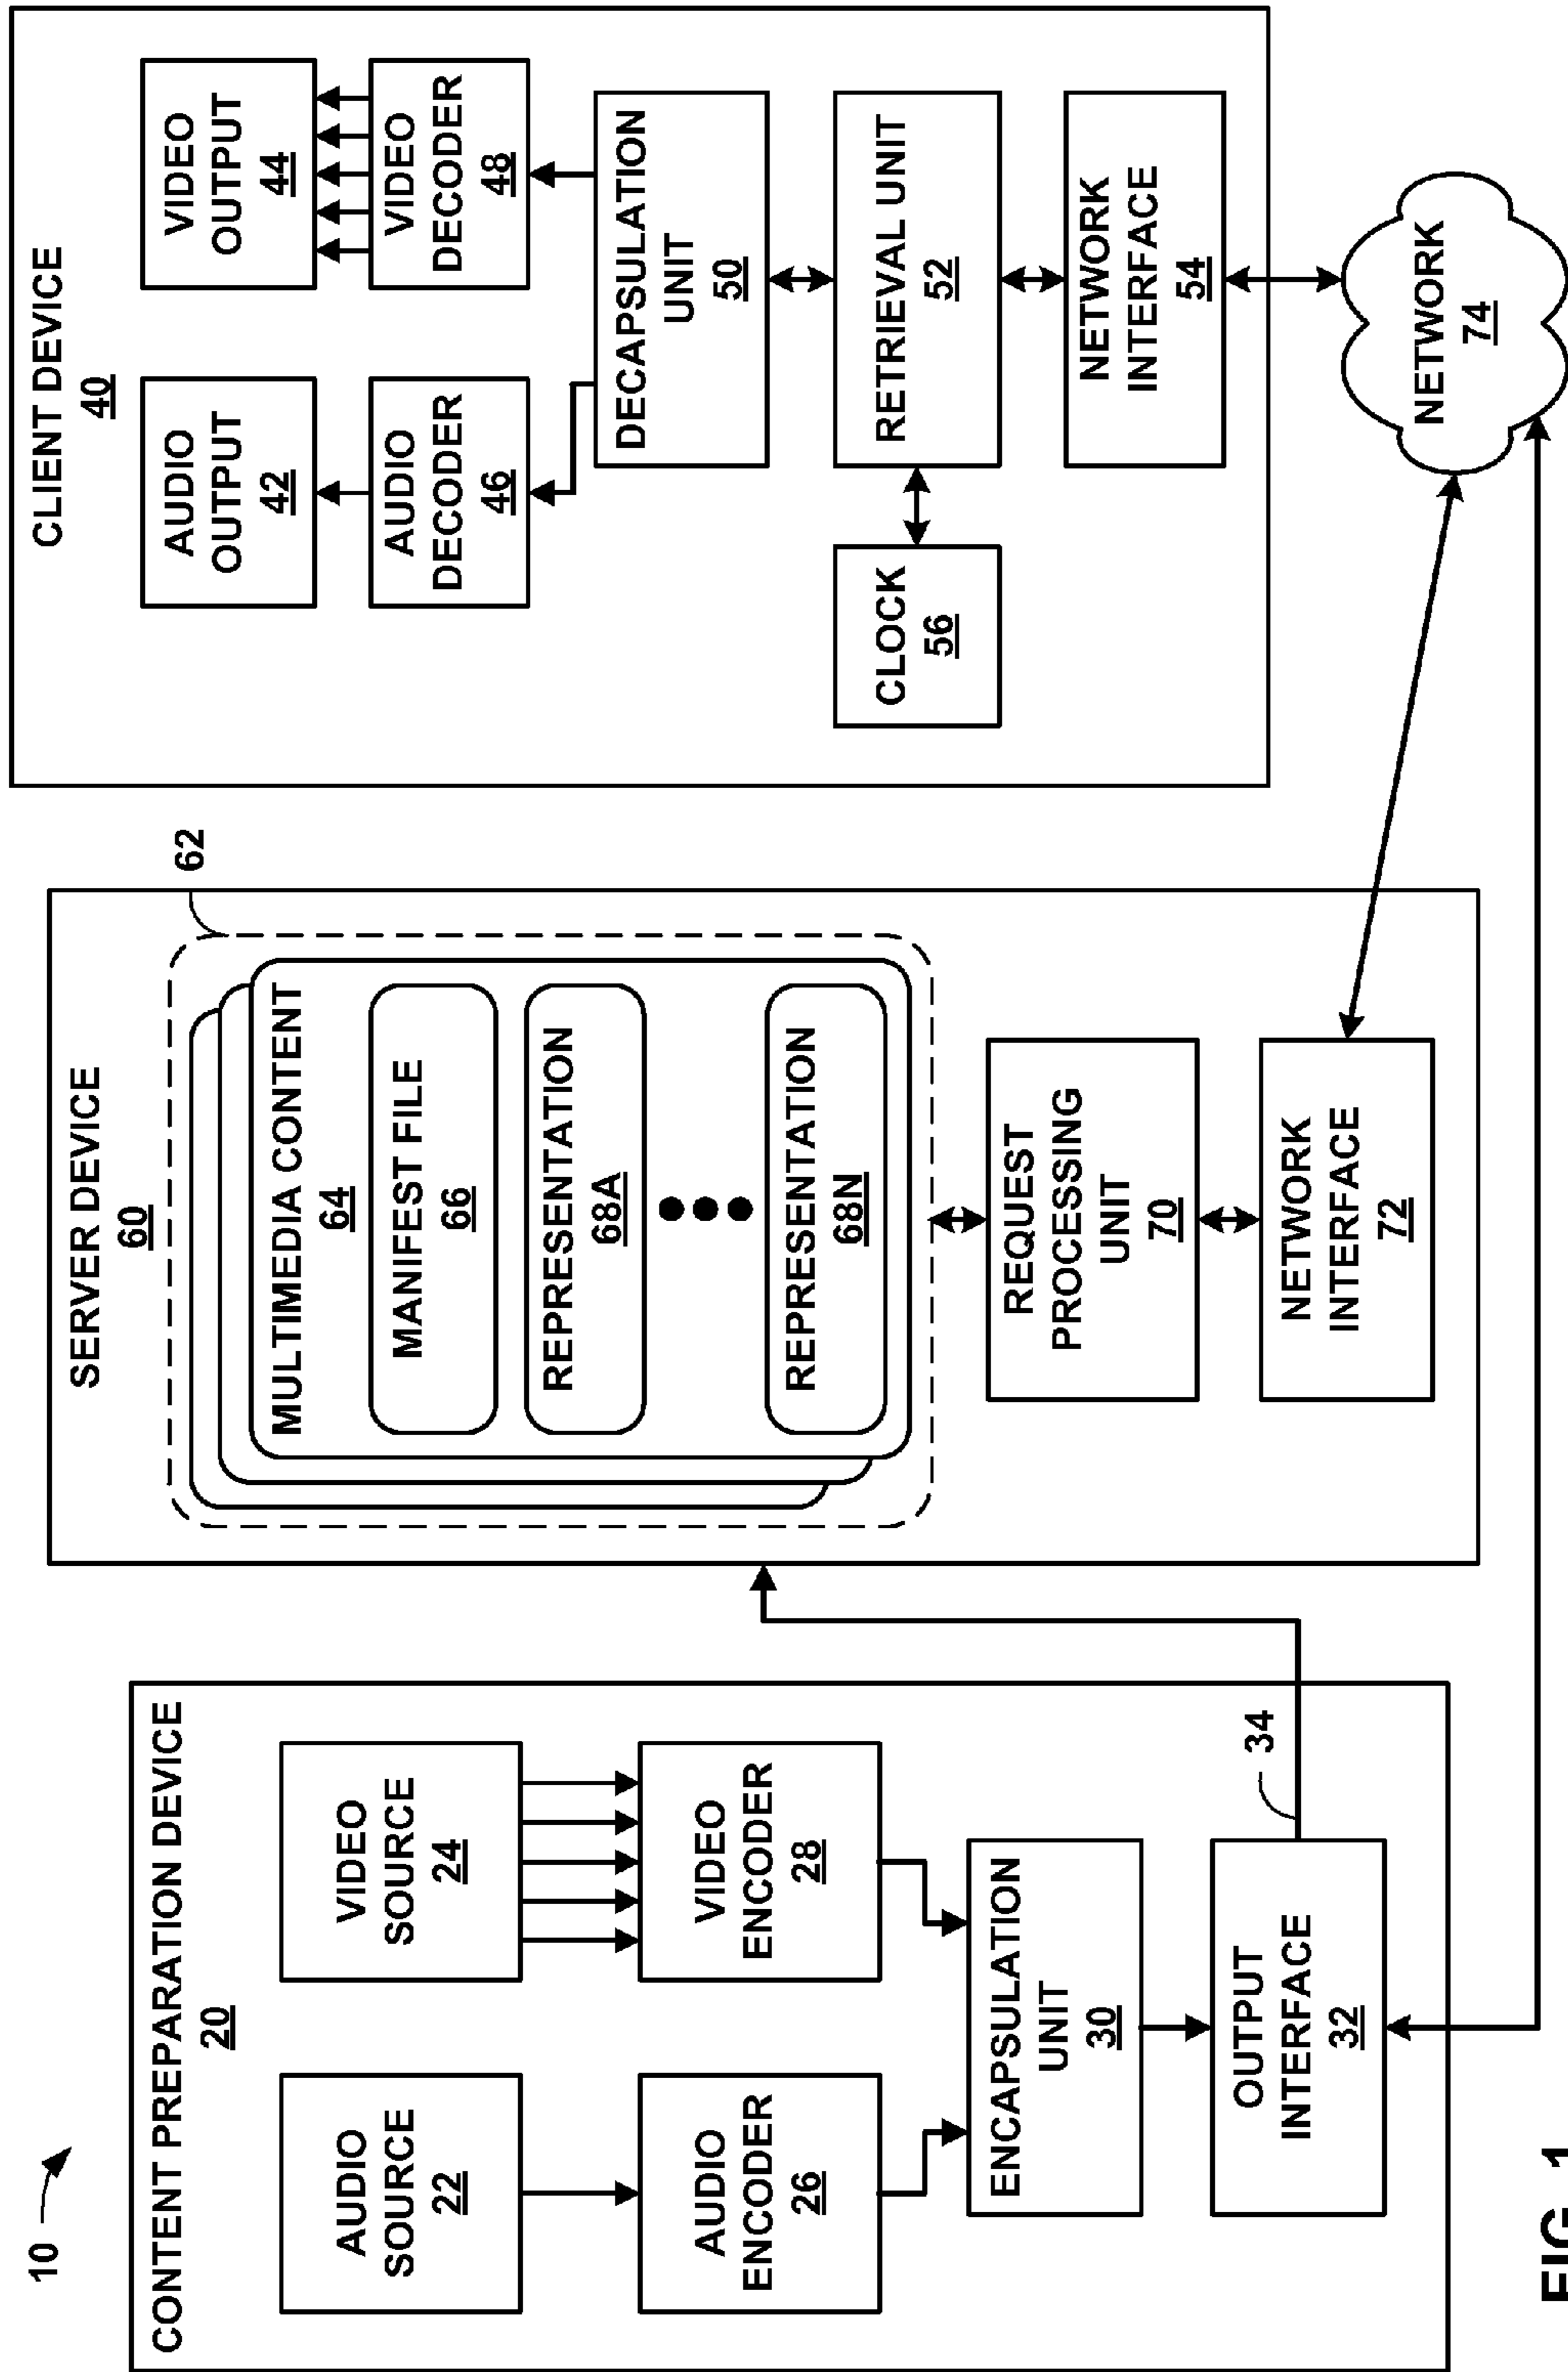 10
CONTENT PREPARATION DEVICE
20
AUDIO
SOURCE
22
VIDEO
SOURCE
24
AUDIO
ENCODER
26
VIDEO
ENCODER
28
ENCAPSULATION
UNIT
30
OUTPUT
INTERFACE
32
34
SERVER DEVICE
60
62
MULTIMEDIA CONTENT
64
MANIFEST FILE
66
REPRESENTATION
68A
REPRESENTATION
68N
REQUEST
PROCESSING
UNIT
70
NETWORK
INTERFACE
72
CLIENT DEVICE
40
AUDIO
OUTPUT
42
VIDEO
OUTPUT
44
AUDIO
DECODER
46
VIDEO
DECODER
48
DECAPSULATION
UNIT
50
CLOCK
56
RETRIEVAL UNIT
52
NETWORK
INTERFACE
54
NETWORK
74
FIG. 1